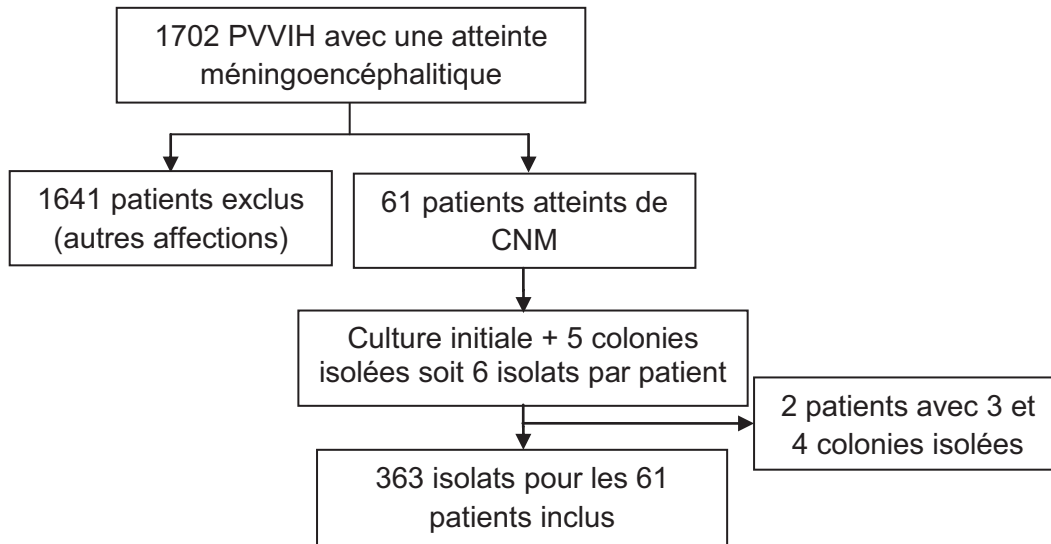 1702 PVVIH avec une atteinte
méningoencéphalitique
1641 patients exclus
(autres affections)
61 patients atteints de
CNM
Culture initiale + 5 colonies
isolées soit 6 isolats par patient
2 patients avec 3 et
4 colonies isolées
363 isolats pour les 61
patients inclus